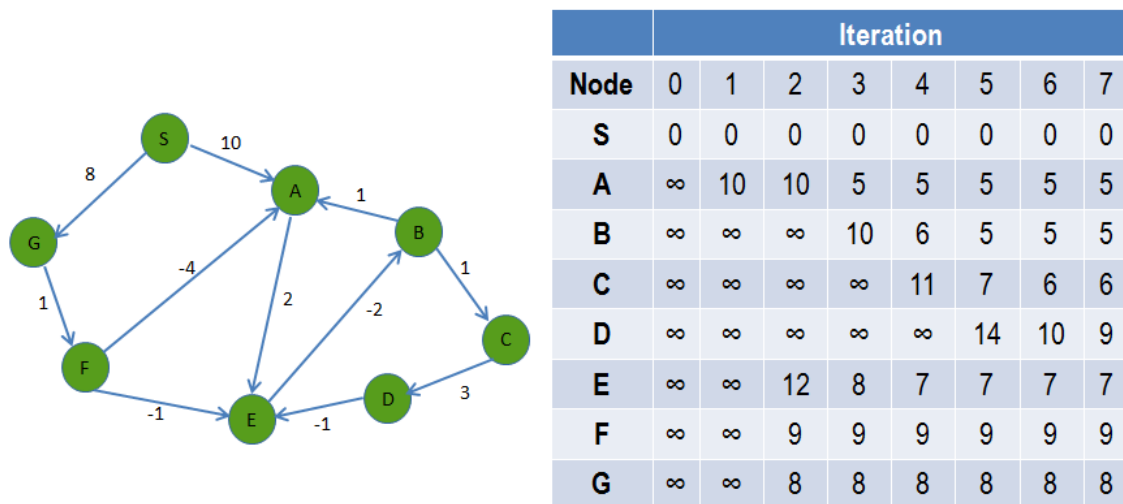 S
10
8
A
1
B
G
-4
1
1
2
-2
C
F
D
3
E
-1
-1
Iteration
Node 0 1 2 3 4 5 6 7
S 0 0 0 0 0 0 0 0
A ∞ 10 10 5 5 5 5 5
B ∞ ∞ ∞ 10 6 5 5 5
C ∞ ∞ ∞ ∞ 11 7 6 6
D ∞ ∞ ∞ ∞ ∞ 14 10 9
E ∞ ∞ 12 8 7 7 7 7
F ∞ ∞ 9 9 9 9 9 9
G ∞ ∞ 8 8 8 8 8 8